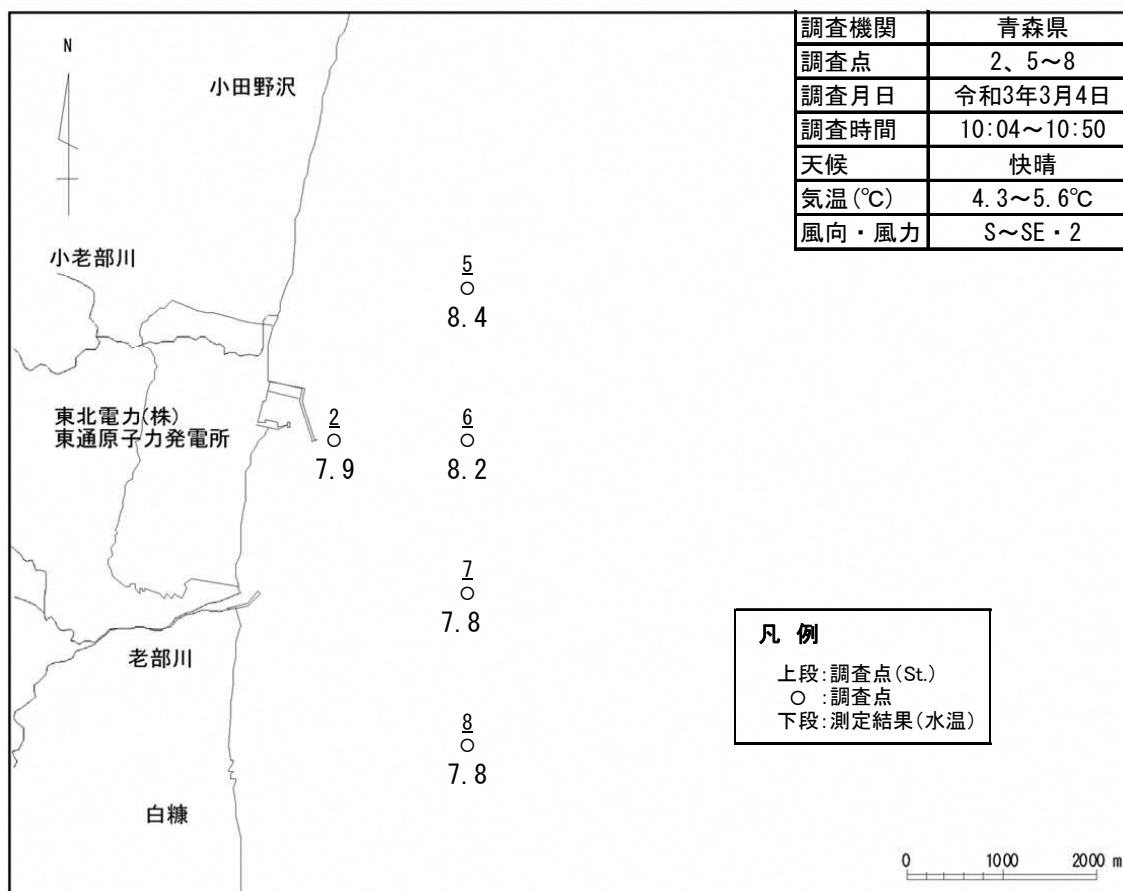 調査機関 青森県
調査点 2、5～8
調査月日 令和3年3月4日
調査時間 10:04～10:50
天候 快晴
気温(℃) 4.3～5.6℃
風向・風力 S～SE・2
N
小田野沢
小老部川
5
8.4
東北電力(株)
東通原子力発電所
2
7.9
6
8.2
7
7.8
老部川
8
7.8
白糠
凡 例
上段:調査点(St.)
○ :調査点
下段:測定結果(水温)
0 1000 2000 m